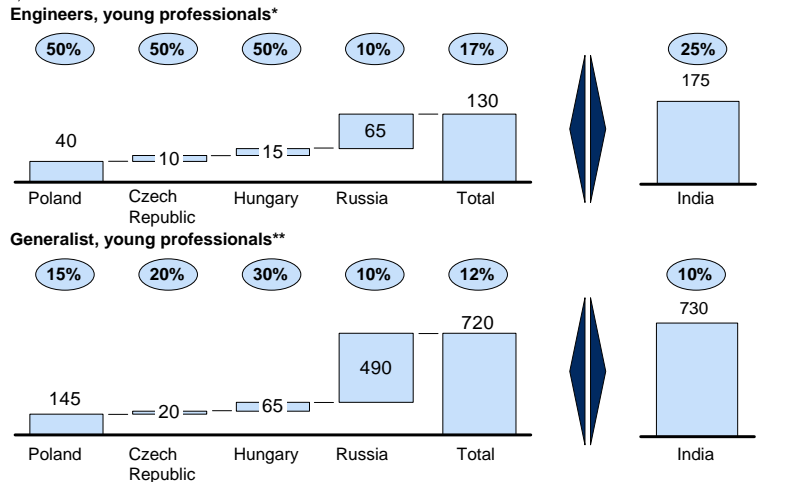 Engineers, young professionals*
50% 50% 50% 10% 17% 25%
40 10 15 65 130 175
Poland Czech Republic Hungary Russia Total India
Generalist, young professionals**
15% 20% 30% 10% 12% 10%
145 20 65 490 720 730
Poland Czech Republic Hungary Russia Total India